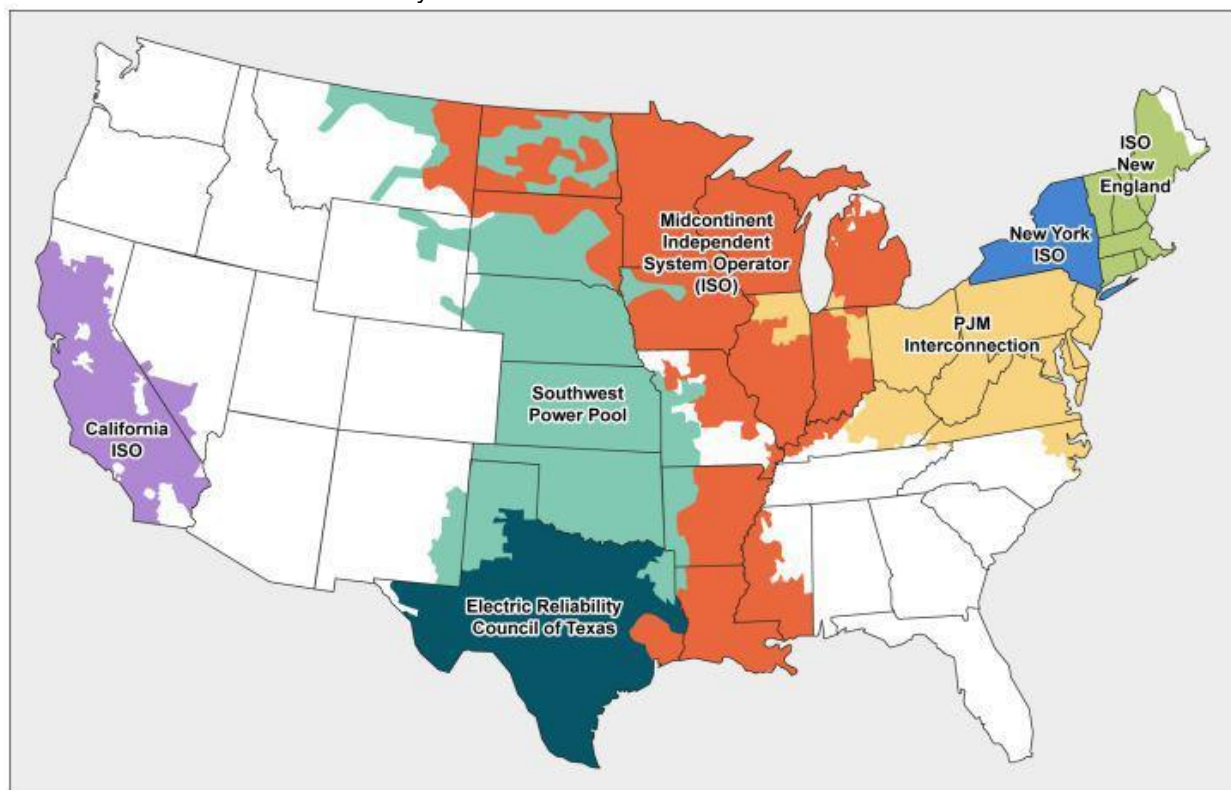 ISO
New
England
New York
ISO
Midcontinent
Independent
System Operator
(ISO)
PJM
Interconnection
Southwest
Power Pool
California
ISO
Electric Reliability
Council of Texas